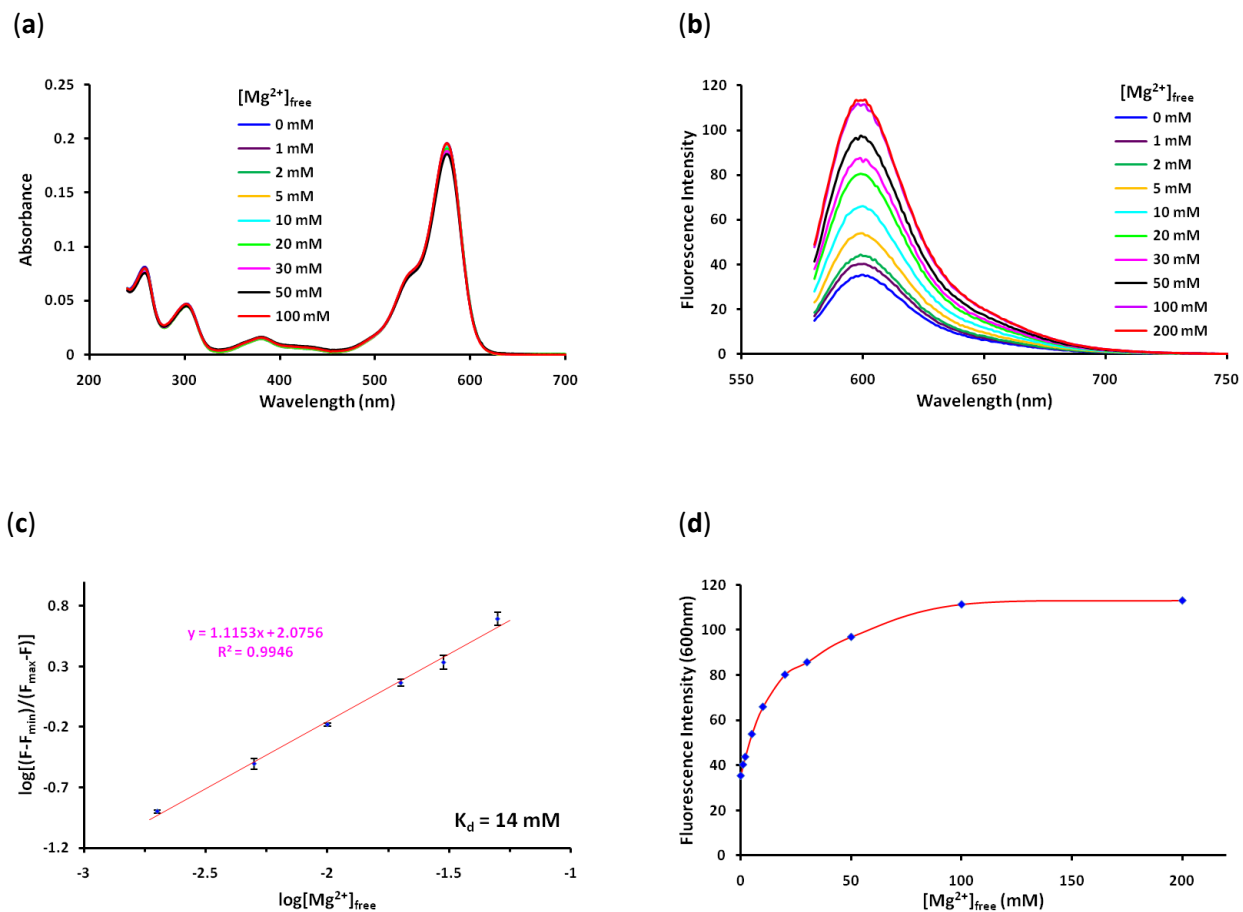 (a)
0.25
0.2
0.15
0.1
0.05
0
200
300
400
500
600
700
Absorbance
Wavelength (nm)
[Mg²⁺]free
0 mM
1 mM
2 mM
5 mM
10 mM
20 mM
30 mM
50 mM
100 mM
(b)
120
100
80
60
40
20
0
550
600
650
700
750
Fluorescence Intensity
Wavelength (nm)
[Mg²⁺]free
0 mM
1 mM
2 mM
5 mM
10 mM
20 mM
30 mM
50 mM
100 mM
200 mM
(c)
0.8
0.3
-0.2
-0.7
-1.2
-3
-2.5
-2
-1.5
-1
log[(F-Fmin)/(Fmax-F)]
log[Mg²⁺]free
y = 1.1153x + 2.0756
R² = 0.9946
Kd = 14 mM
(d)
120
100
80
60
40
20
0
0
50
100
150
200
Fluorescence Intensity (600nm)
[Mg²⁺]free (mM)